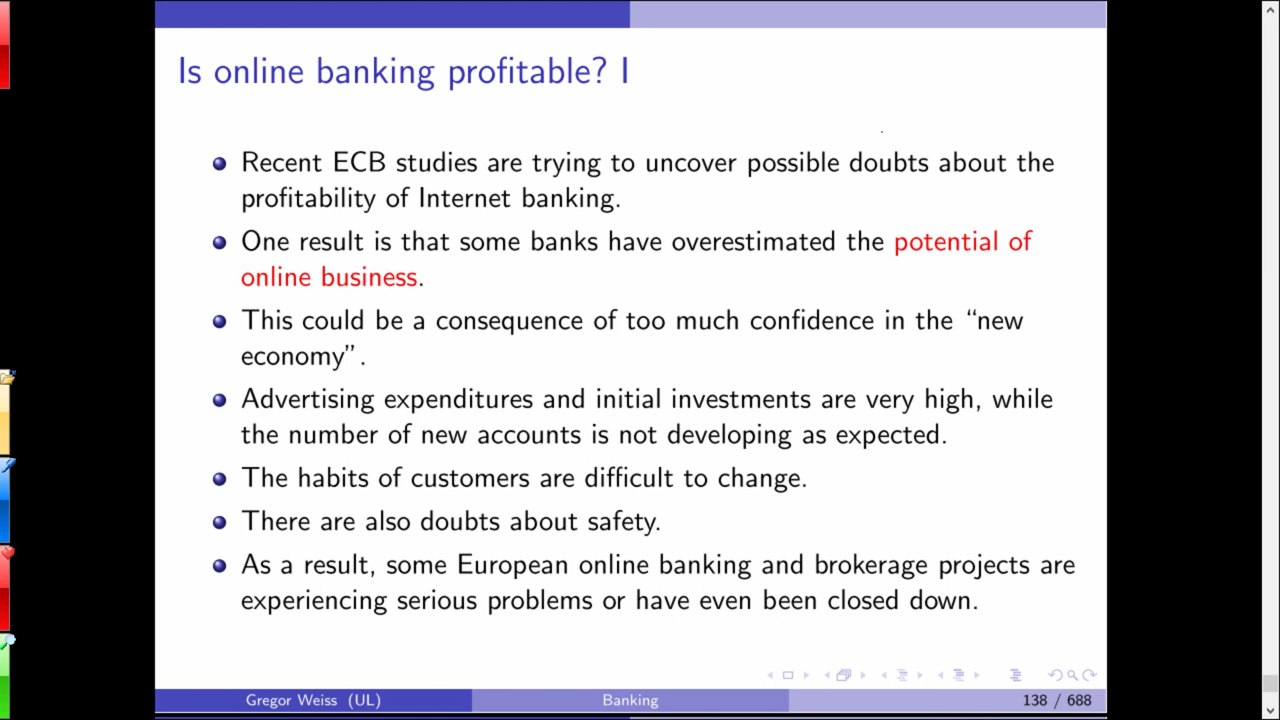 Is online banking profitable? I
Recent ECB studies are trying to uncover possible doubts about the
profitability of Internet banking.
One result is that some banks have overestimated the potential of
online business.
This could be a consequence of too much confidence in the “new
economy”.
Advertising expenditures and initial investments are very high, while
the number of new accounts is not developing as expected.
The habits of customers are difficult to change.
There are also doubts about safety.
As a result, some European online banking and brokerage projects are
experiencing serious problems or have even been closed down.
Gregor Weiss (UL) Banking 138 / 688